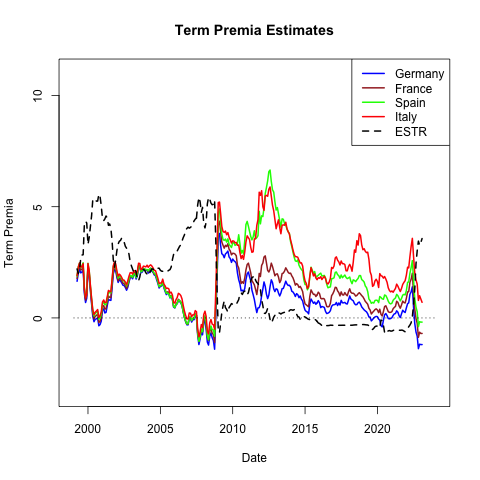 Term Premia Estimates
Germany
France
Spain
Italy
ESTR
Term Premia
10
5
0
2000 2005 2010 2015 2020
Date